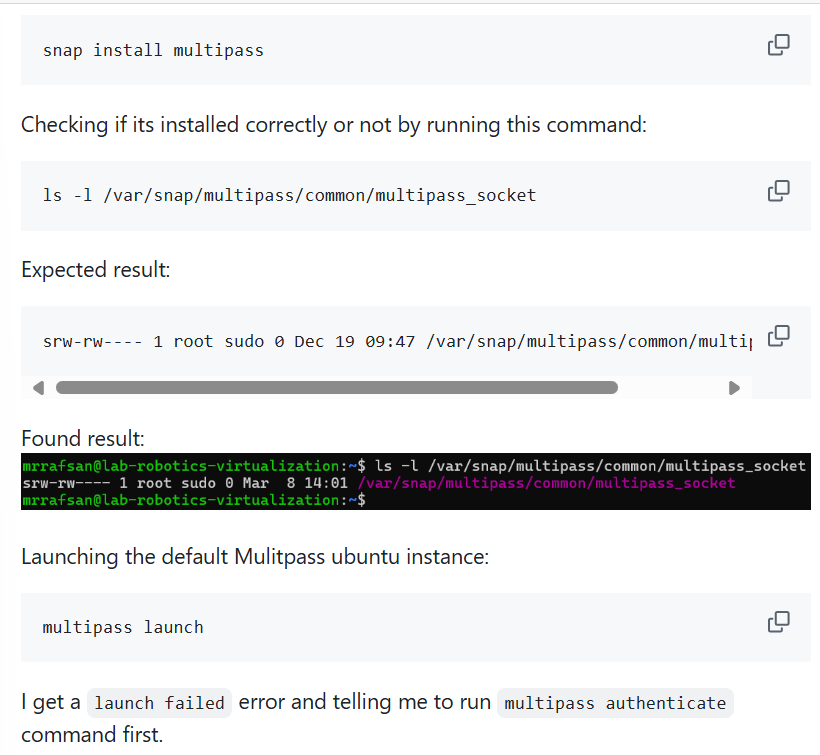 snap install multipass
Checking if its installed correctly or not by running this command:
ls -l /var/snap/multipass/common/multipass_socket
Expected result:
srw-rw---- 1 root sudo 0 Dec 19 09:47 /var/snap/multipass/common/multip
Found result:
mrrafsan@lab-robotics-virtualization:~$ ls -l /var/snap/multipass/common/multipass_socket
srw-rw---- 1 root sudo 0 Mar  8 14:01 /var/snap/multipass/common/multipass_socket
mrrafsan@lab-robotics-virtualization:~$
Launching the default Mulitpass ubuntu instance:
multipass launch
I get a launch failed error and telling me to run multipass authenticate
command first.